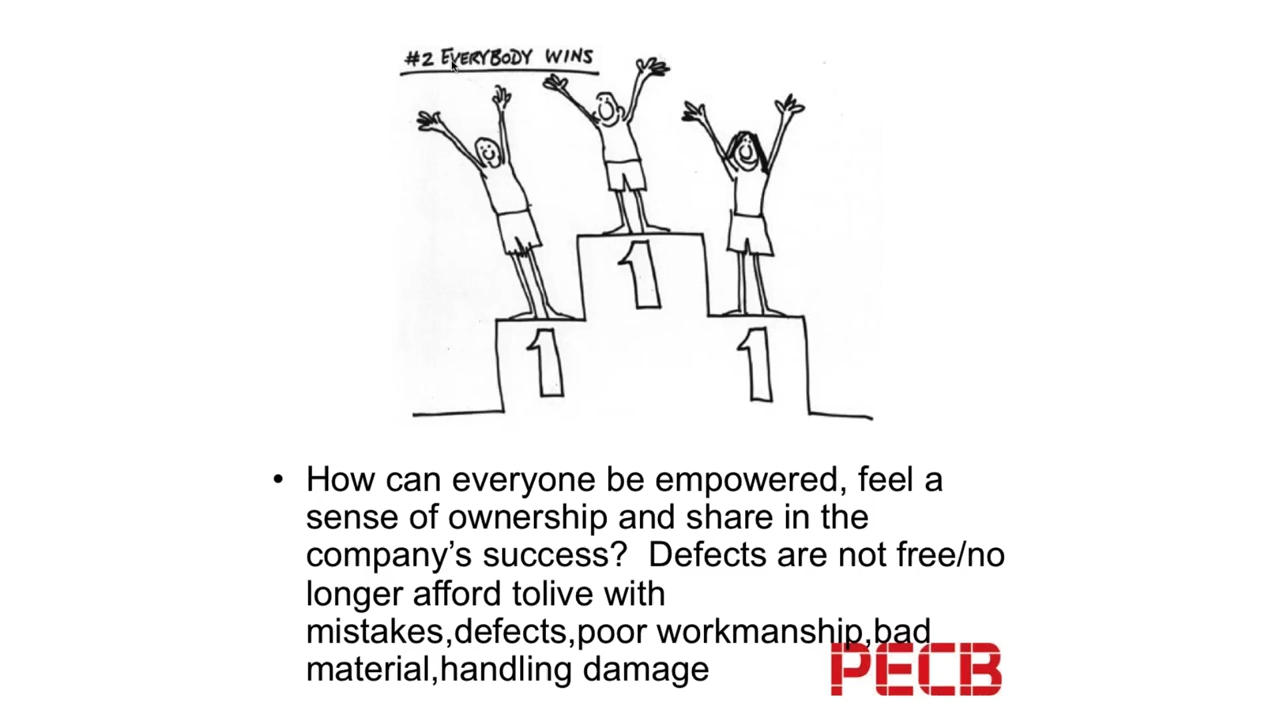 #2 EVERYBODY WINS
1
1
1
• How can everyone be empowered, feel a
sense of ownership and share in the
company’s success?  Defects are not free/no
longer afford tolive with
mistakes,defects,poor workmanship,bad
material,handling damage
PECB